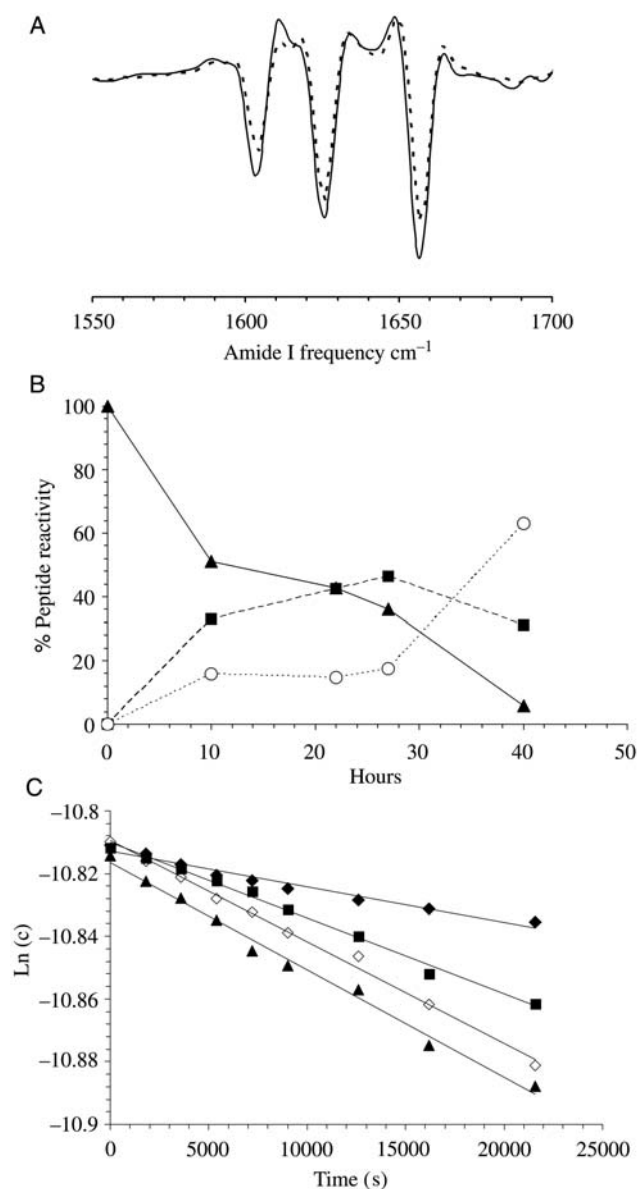 A
1550 1600 1650 1700
Amide I frequency cm⁻¹
B
100
80
60
40
20
0
% Peptide reactivity
0 10 20 30 40 50
Hours
C
−10.8
−10.82
−10.84
−10.86
−10.88
−10.9
Ln (c)
0 5000 10000 15000 20000 25000
Time (s)